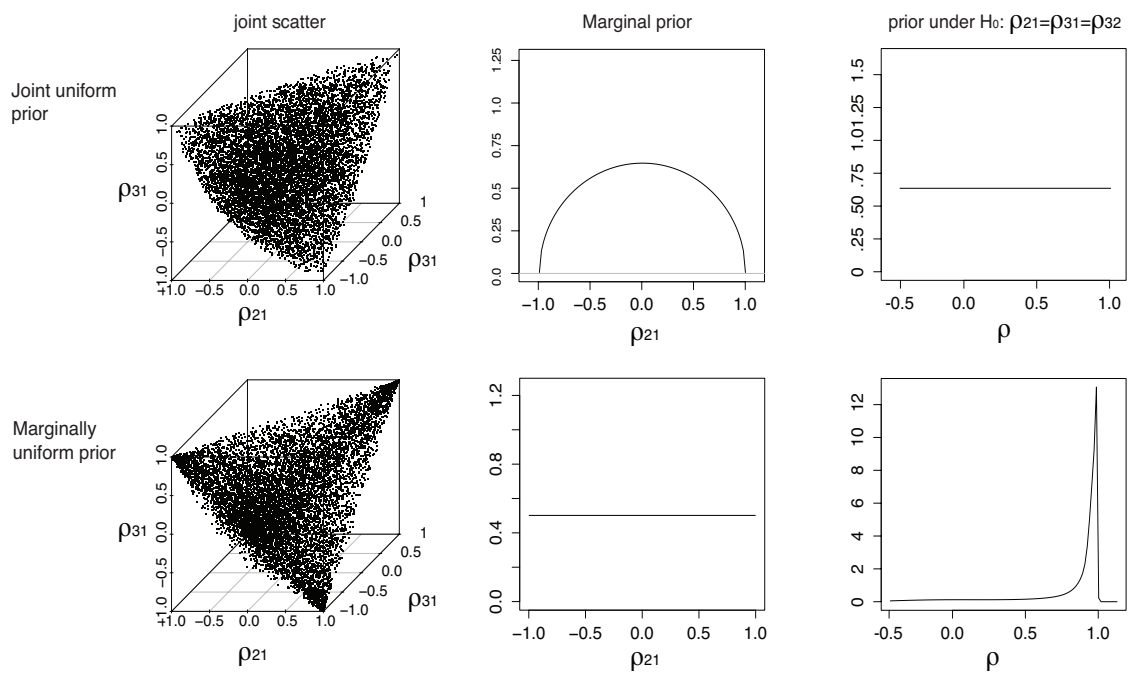 joint scatter
Marginal prior
prior under H0: ρ21=ρ31=ρ32
Joint uniform
prior
1.0
0.5
0.0
−0.5
−1.0
ρ31
+1.0 −0.5 0.0 0.5 1.0
ρ21
−1.0
−0.5
0.0
0.5
1
ρ31
1.25
1.0
0.75
0.5
0.25
0.0
−1.0 −0.5 0.0 0.5 1.0
ρ21
1.5
1.01.25
.75
.50
.25
0
-0.5 0.0 0.5 1.0
ρ
Marginally
uniform prior
1.0
0.5
0.0
−0.5
−1.0
ρ31
+1.0 −0.5 0.0 0.5 1.0
ρ21
−1.0
−0.5
0.0
0.5
1
ρ31
1.2
0.8
0.4
0.0
−1.0 −0.5 0.0 0.5 1.0
ρ21
12
10
8
6
4
2
0
-0.5 0.0 0.5 1.0
ρ